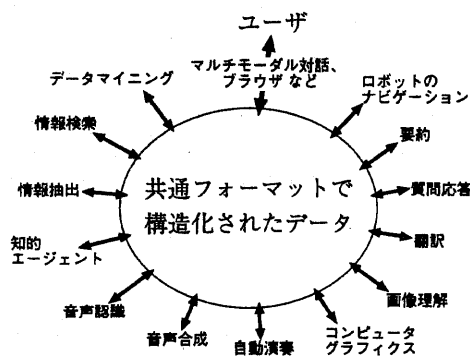 ユーザ
マルチモーダル対話、
ブラウザ など
データマイニング
ロボットの
ナビゲーション
情報検索
要約
情報抽出
質問応答
共通フォーマットで
構造化されたデータ
知的
エージェント
翻訳
音声認識
画像理解
音声合成
自動演奏
コンピュータ
グラフィクス